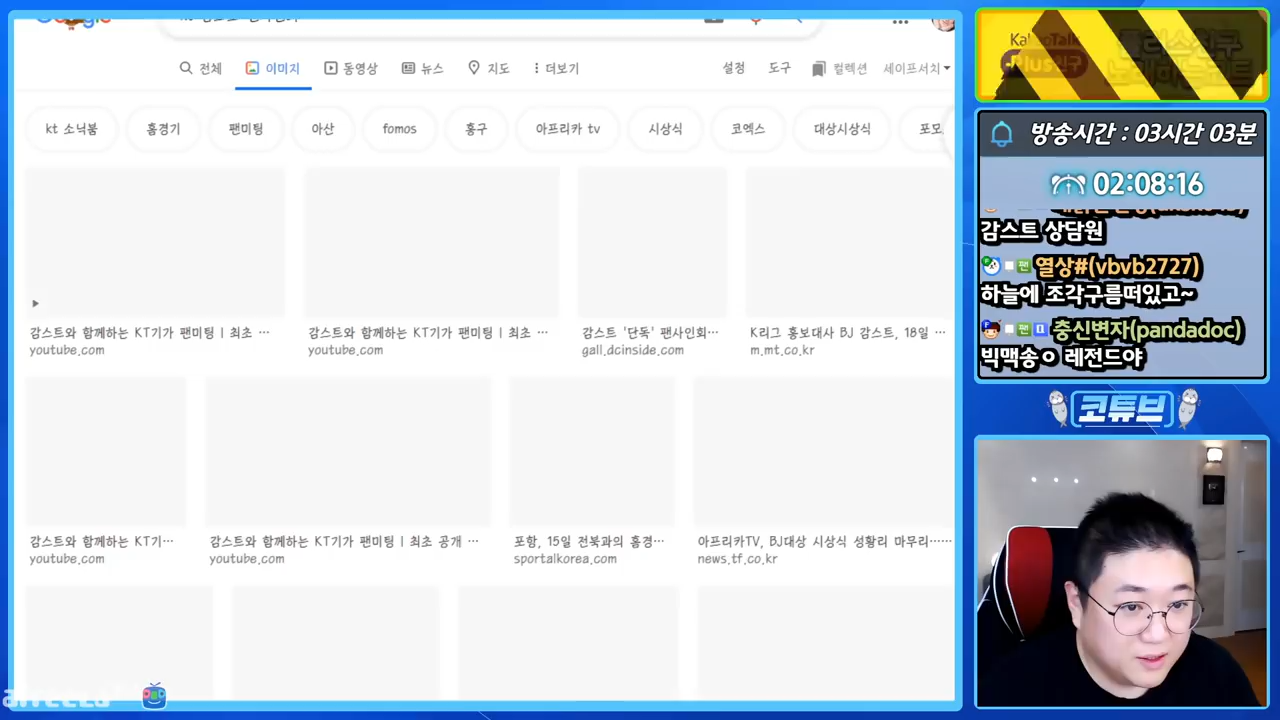 전체 이미지 동영상 뉴스 지도 더보기 설정 도구 컬렉션 세이프서치
kt 소닉붐 홍경기 팬미팅 아산 fomos 홍구 아프리카 tv 시상식 코엑스 대상시상식 포모
감스트와 함께하는 KT기가 팬미팅 | 최초 ...
youtube.com
감스트와 함께하는 KT기가 팬미팅 | 최초 ...
youtube.com
감스트 '단독' 팬사인회...
gall.dcinside.com
K리그 홍보대사 BJ 감스트, 18일 ...
m.mt.co.kr
감스트와 함께하는 KT기...
youtube.com
감스트와 함께하는 KT기가 팬미팅 | 최초 공개 ...
youtube.com
포항, 15일 전북과의 홈경...
sportalkorea.com
아프리카TV, BJ대상 시상식 성황리 마무리......
news.tf.co.kr
Plus친구
방송시간 : 03시간 03분
02:08:16
감스트 상담원
팬 열상#(vbvb2727)
하늘에 조각구름떠있고~
팬 충신변자(pandadoc)
빅맥송ㅇ 레전드야
코튜브